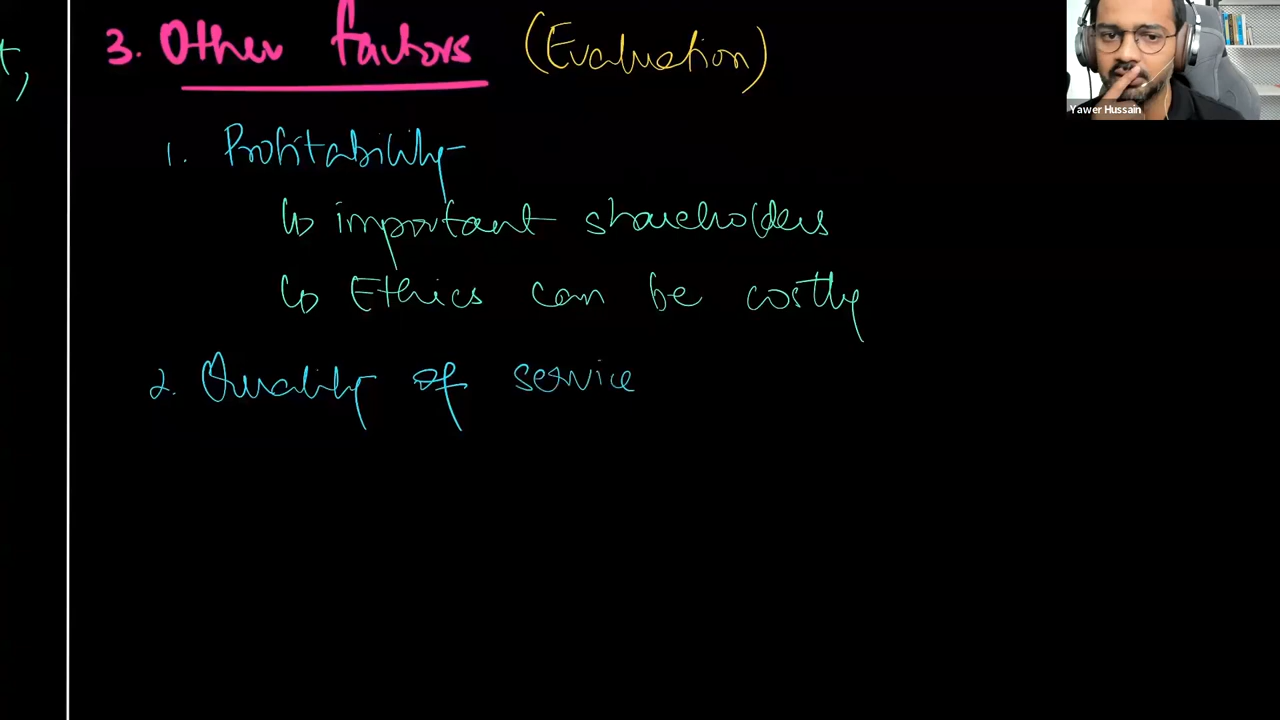 t,
3. Other factors (Evaluation)
Yawer Hussain
1. Profitability
↳ important shareholders
↳ Ethics can be costly
2. Quality of service